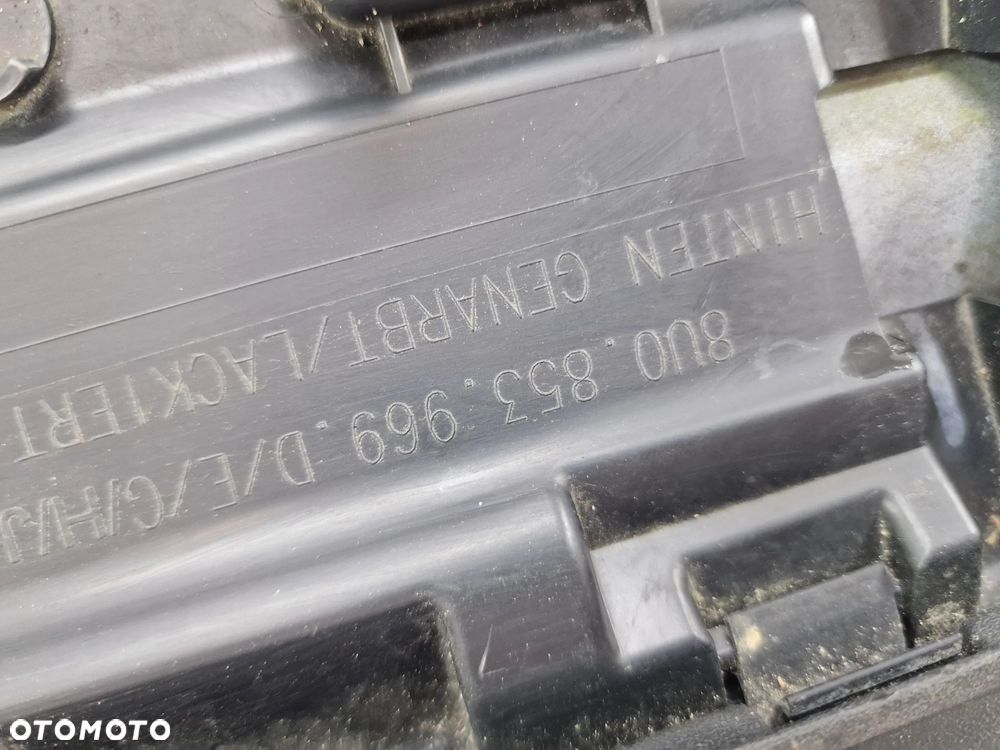 8U0.853.969.D/E/G/H/J
HINTEN GENARBT/LACKIERT
OTOMOTO